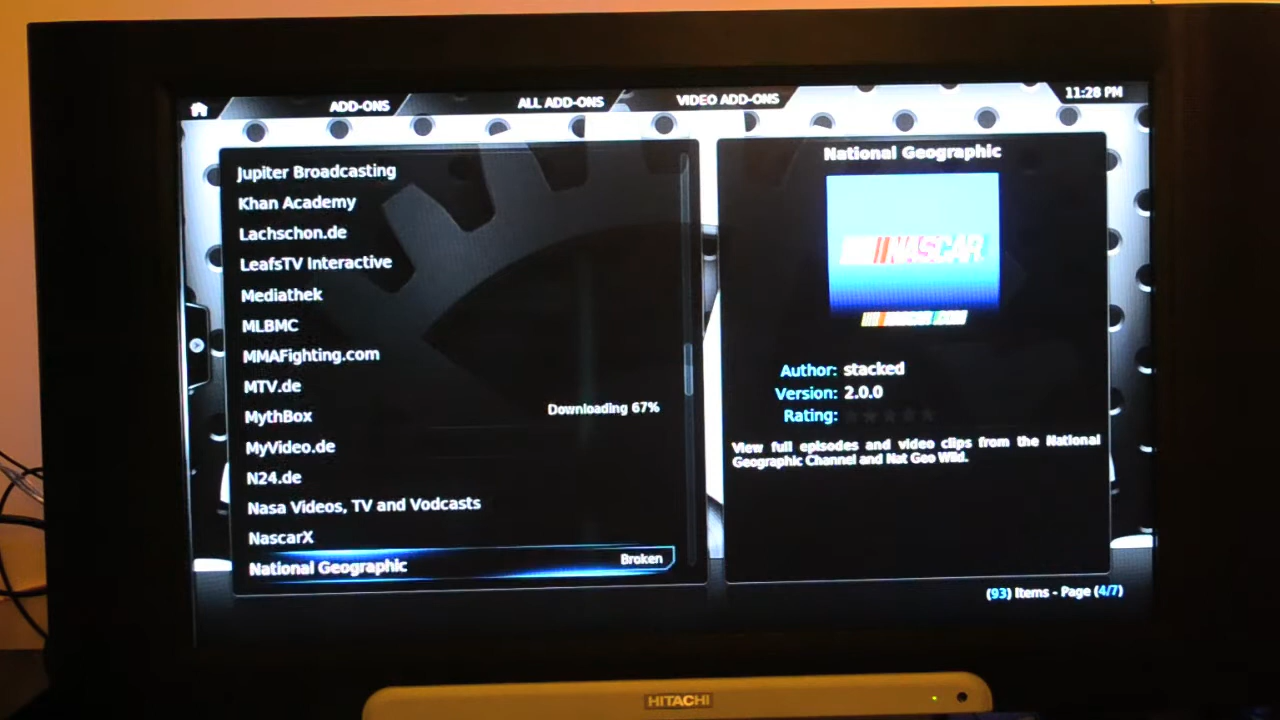 ADD-ONS
ALL ADD-ONS
VIDEO ADD-ONS
11:28 PM
Jupiter Broadcasting
Khan Academy
Lachschon.de
LeafsTV Interactive
Mediathek
MLBMC
MMAFighting.com
MTV.de
MythBox Downloading 67%
MyVideo.de
N24.de
Nasa Videos, TV and Vodcasts
NascarX
National Geographic Broken
National Geographic
NASCAR
NASCAR.COM
Author: stacked
Version: 2.0.0
Rating:
View full episodes and video clips from the National
Geographic Channel and Nat Geo Wild.
(93) Items - Page (4/7)
HITACHI